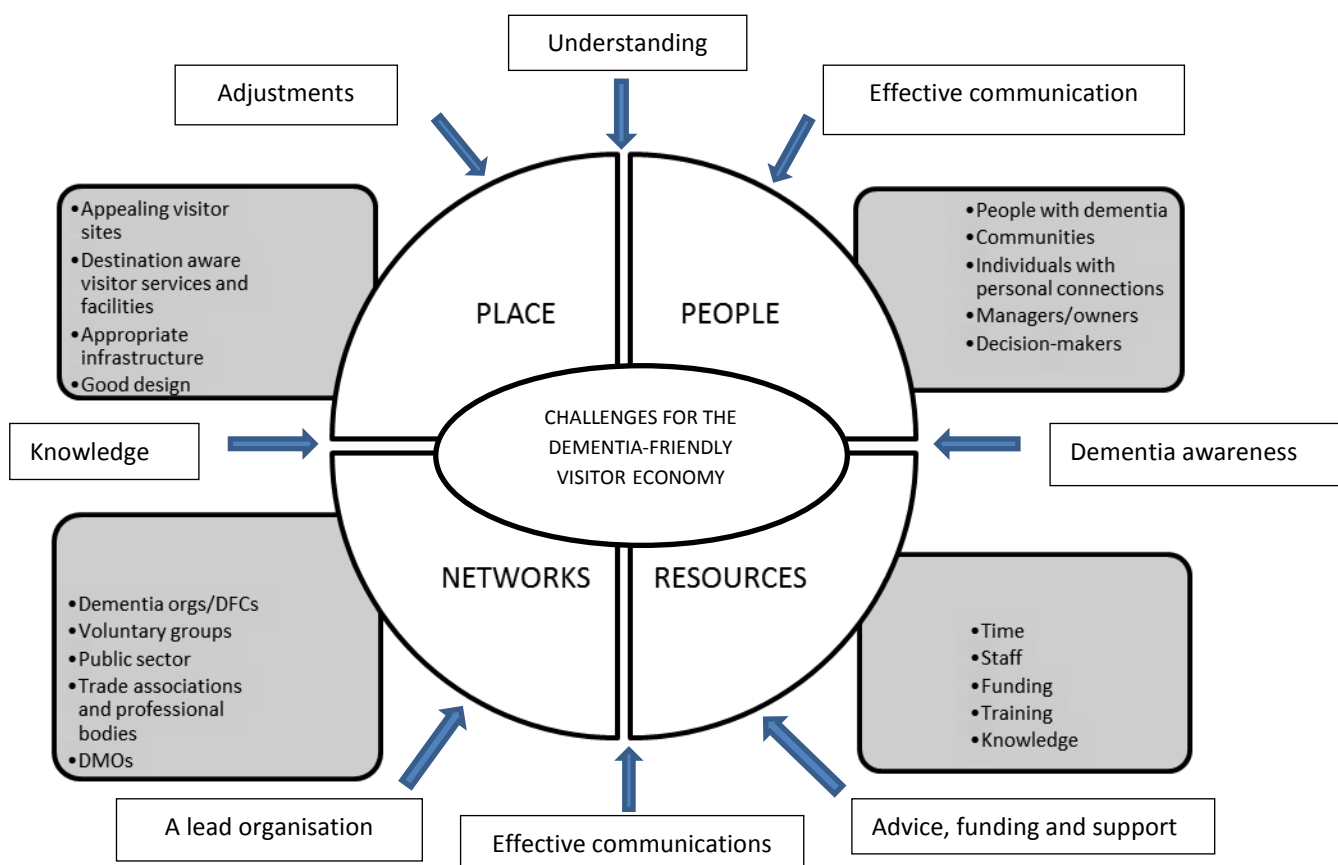 Understanding
Adjustments
Effective communication
•Appealing visitor
sites
•Destination aware
visitor services and
facilities
•Appropriate
infrastructure
•Good design
PLACE
PEOPLE
•People with dementia
•Communities
•Individuals with
personal connections
•Managers/owners
•Decision-makers
Knowledge
CHALLENGES FOR THE
DEMENTIA-FRIENDLY
VISITOR ECONOMY
Dementia awareness
•Dementia orgs/DFCs
•Voluntary groups
•Public sector
•Trade associations
and professional
bodies
•DMOs
NETWORKS
RESOURCES
•Time
•Staff
•Funding
•Training
•Knowledge
A lead organisation
Effective communications
Advice, funding and support